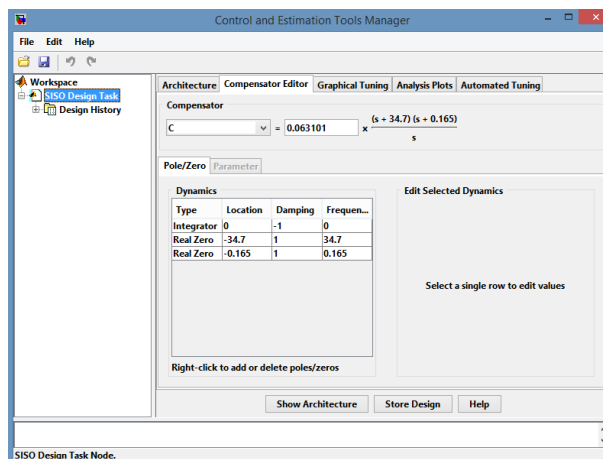 Control and Estimation Tools Manager
File Edit Help
Workspace
SISO Design Task
Design History
Architecture Compensator Editor Graphical Tuning Analysis Plots Automated Tuning
Compensator
C = 0.063101 x (s + 34.7) (s + 0.165)
s
Pole/Zero Parameter
Dynamics
Type Location Damping Frequen...
Integrator 0 -1 0
Real Zero -34.7 1 34.7
Real Zero -0.165 1 0.165
Right-click to add or delete poles/zeros
Edit Selected Dynamics
Select a single row to edit values
Show Architecture Store Design Help
SISO Design Task Node.